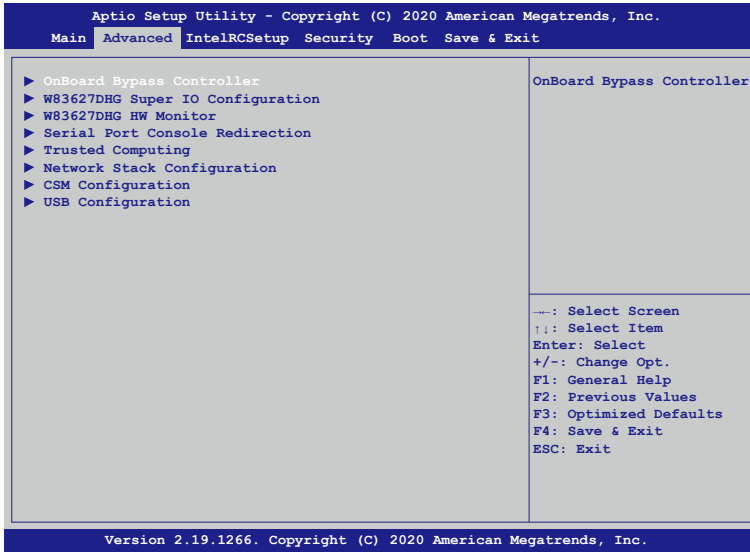 Aptio Setup Utility - Copyright (C) 2020 American Megatrends, Inc.
Main Advanced IntelRCSetup Security Boot Save & Exit
► OnBoard Bypass Controller
► W83627DHG Super IO Configuration
► W83627DHG HW Monitor
► Serial Port Console Redirection
► Trusted Computing
► Network Stack Configuration
► CSM Configuration
► USB Configuration
OnBoard Bypass Controller
→←: Select Screen
↑↓: Select Item
Enter: Select
+/-: Change Opt.
F1: General Help
F2: Previous Values
F3: Optimized Defaults
F4: Save & Exit
ESC: Exit
Version 2.19.1266. Copyright (C) 2020 American Megatrends, Inc.